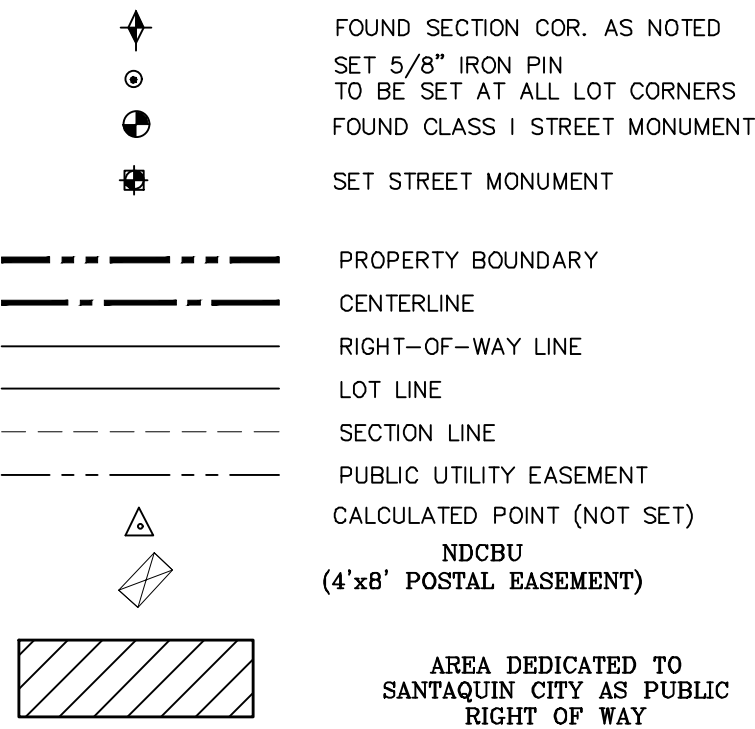 FOUND SECTION COR. AS NOTED
SET 5/8" IRON PIN
TO BE SET AT ALL LOT CORNERS
FOUND CLASS I STREET MONUMENT
SET STREET MONUMENT
PROPERTY BOUNDARY
CENTERLINE
RIGHT-OF-WAY LINE
LOT LINE
SECTION LINE
PUBLIC UTILITY EASEMENT
CALCULATED POINT (NOT SET)
NDCBU
(4'x8' POSTAL EASEMENT)
AREA DEDICATED TO
SANTAQUIN CITY AS PUBLIC
RIGHT OF WAY